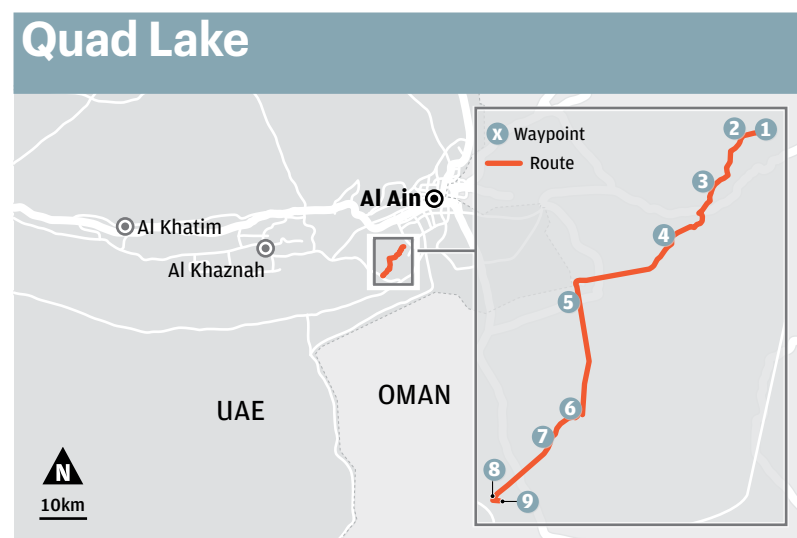 Quad Lake
X Waypoint
Route
2 1
3
Al Ain
Al Khatim
4
Al Khaznah
5
OMAN
UAE
6
7
N
8
10km
9